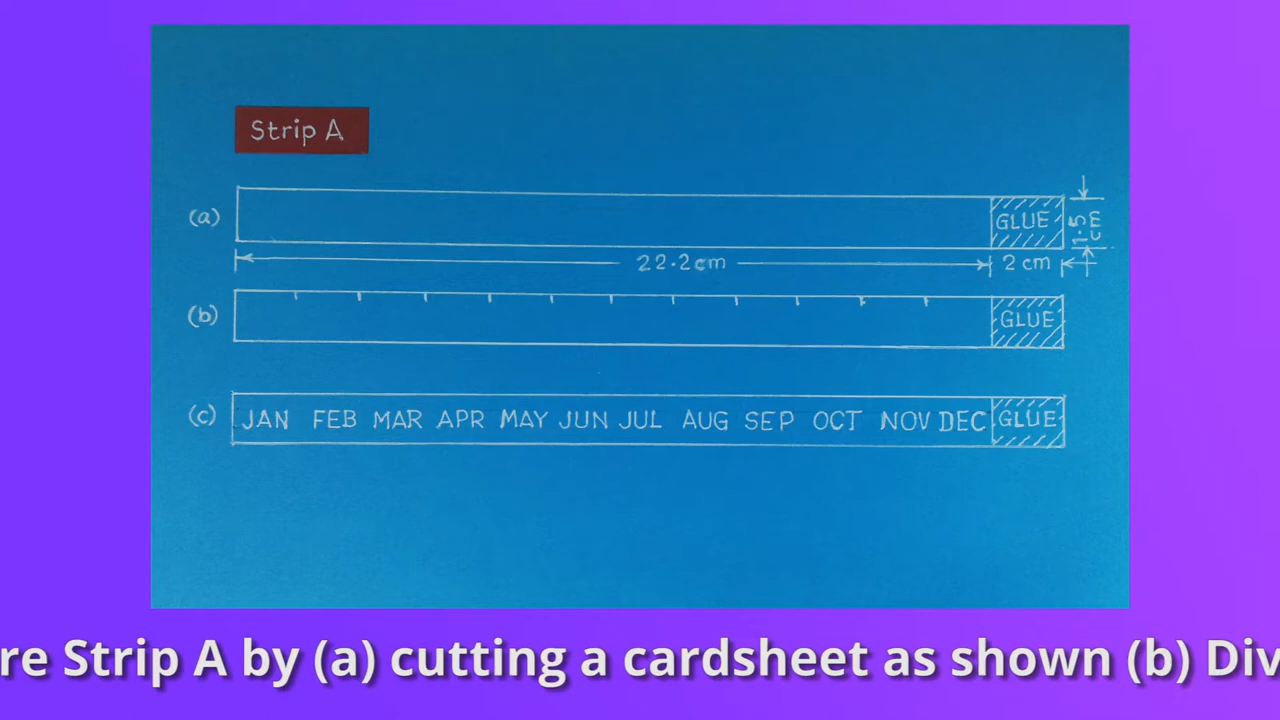 Strip A
(a)
GLUE
1.5 cm
22.2cm
2 cm
(b)
GLUE
(c) JAN FEB MAR APR MAY JUN JUL AUG SEP OCT NOV DEC GLUE
re Strip A by (a) cutting a cardsheet as shown (b) Div